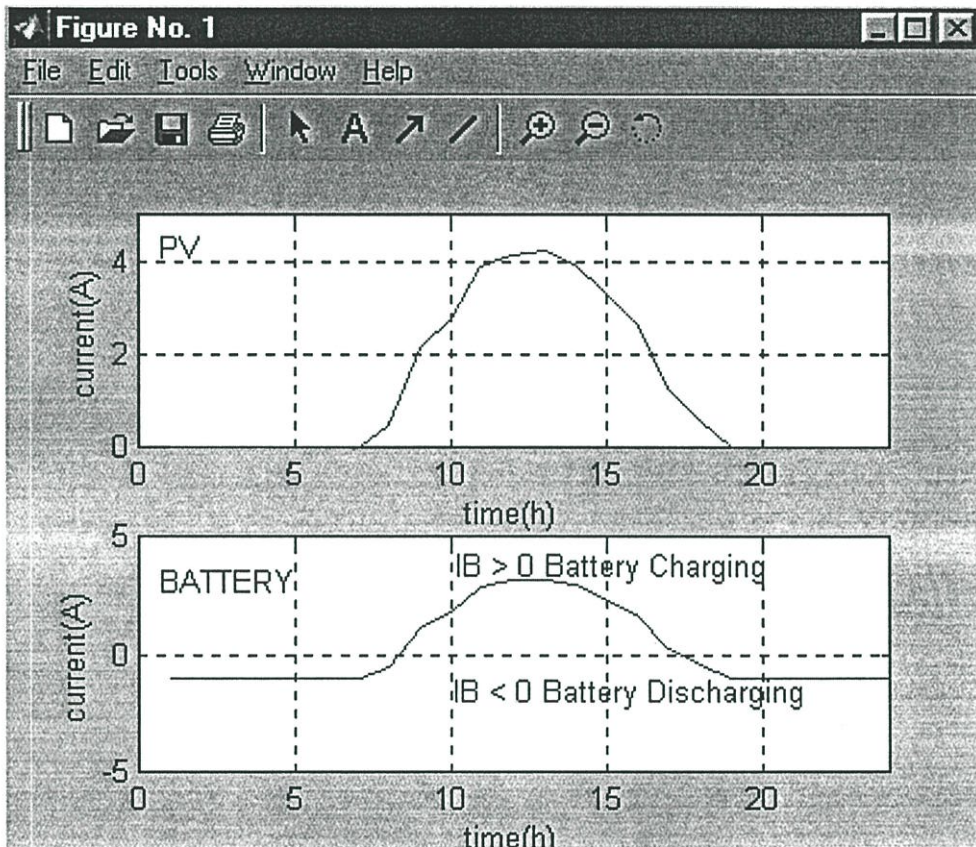 Figure No. 1
File Edit Tools Window Help
A
PV
4
2
0
current(A)
0 5 10 15 20
time(h)
5
0
-5
current(A)
BATTERY
IB > 0 Battery Charging
IB < 0 Battery Discharging
0 5 10 15 20
time(h)